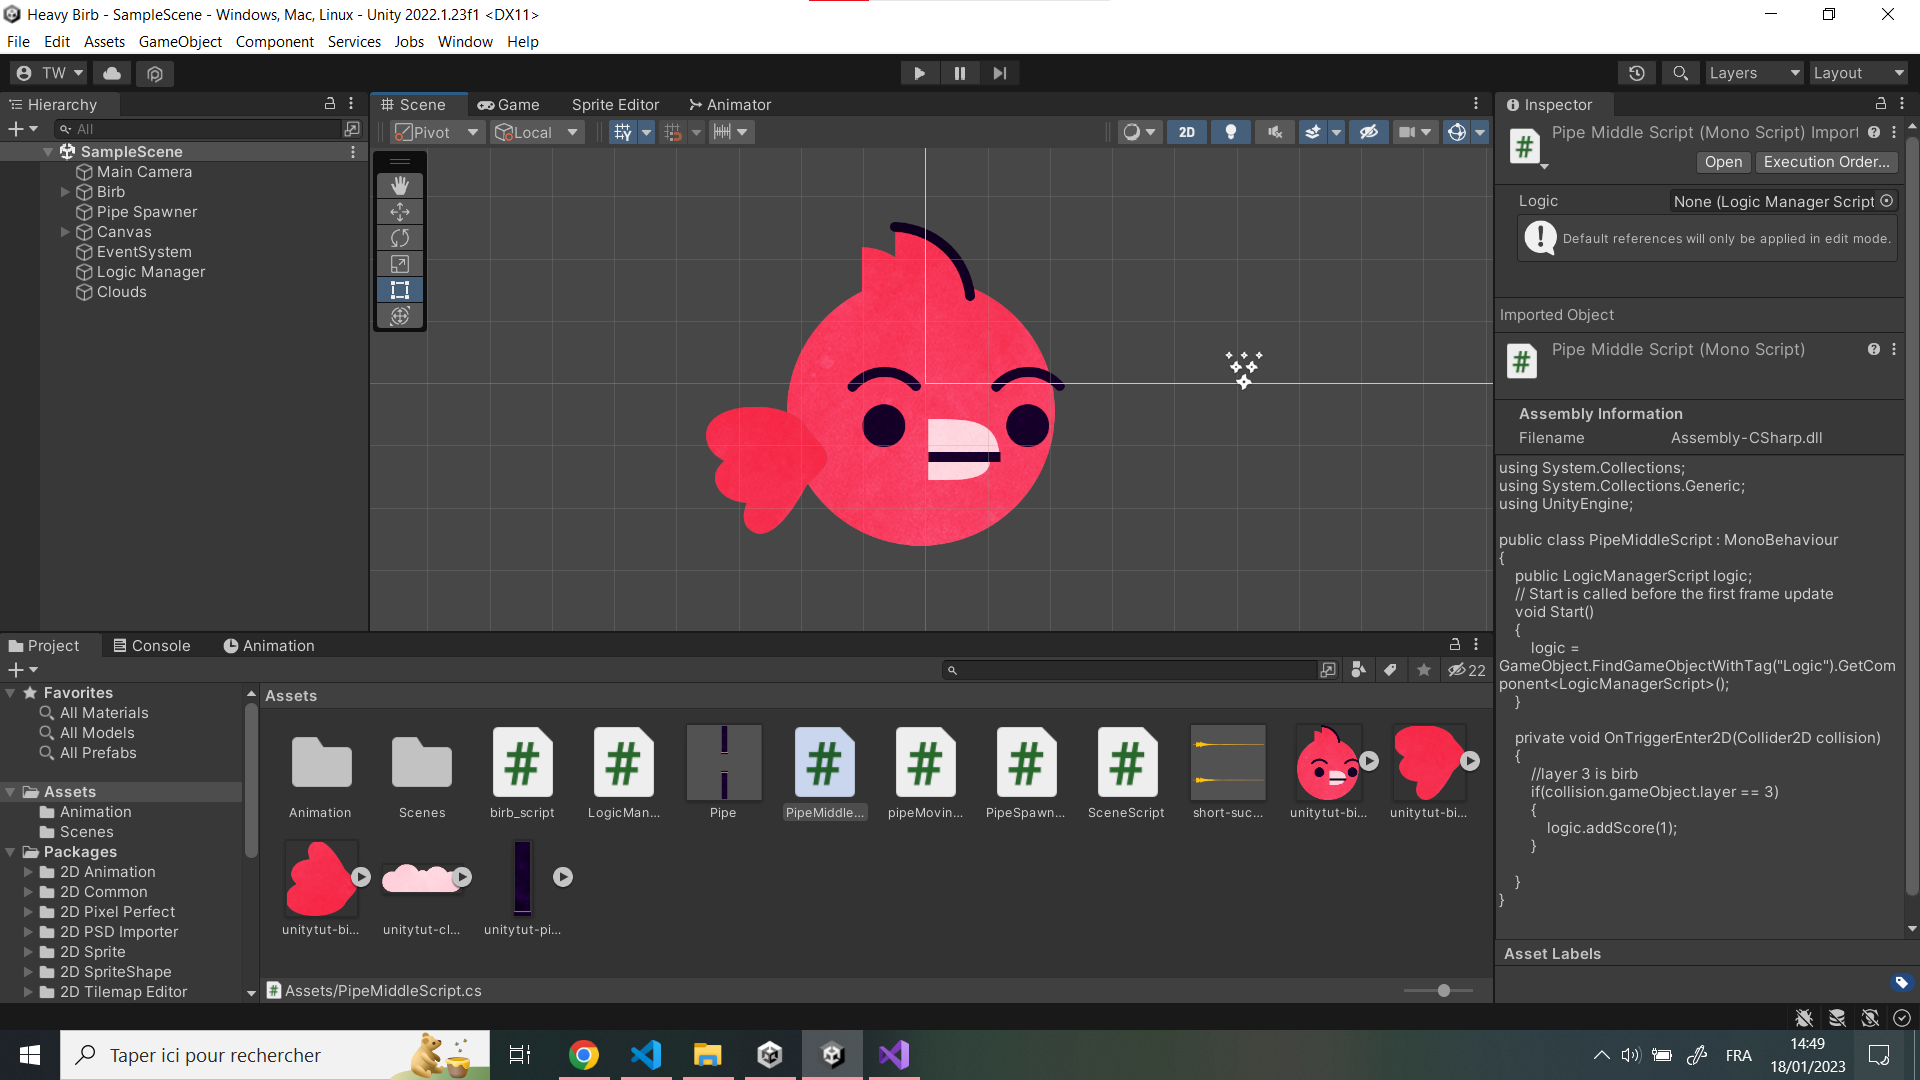 Heavy Birb - SampleScene - Windows, Mac, Linux - Unity 2022.1.23f1 <DX11>
File Edit Assets GameObject Component Services Jobs Window Help
TW
Layers
Layout
Hierarchy
All
SampleScene
Main Camera
Birb
Pipe Spawner
Canvas
EventSystem
Logic Manager
Clouds
Scene Game Sprite Editor Animator
Pivot Local
2D
Inspector
Pipe Middle Script (Mono Script) Import
Open Execution Order...
Logic None (Logic Manager Script
Default references will only be applied in edit mode.
Imported Object
Pipe Middle Script (Mono Script)
Assembly Information
Filename Assembly-CSharp.dll
using System.Collections;
using System.Collections.Generic;
using UnityEngine;
public class PipeMiddleScript : MonoBehaviour
{
public LogicManagerScript logic;
// Start is called before the first frame update
void Start()
{
logic =
GameObject.FindGameObjectWithTag("Logic").GetCom
ponent<LogicManagerScript>();
}
private void OnTriggerEnter2D(Collider2D collision)
{
//layer 3 is birb
if(collision.gameObject.layer == 3)
{
logic.addScore(1);
}
}
}
Asset Labels
Project Console Animation
22
Favorites
All Materials
All Models
All Prefabs
Assets
Animation
Scenes
Packages
2D Animation
2D Common
2D Pixel Perfect
2D PSD Importer
2D Sprite
2D SpriteShape
2D Tilemap Editor
Assets
Animation Scenes birb_script LogicMan... Pipe PipeMiddle... pipeMovin... PipeSpawn... SceneScript short-suc... unitytut-bi... unitytut-bi...
unitytut-bi... unitytut-cl... unitytut-pi...
Assets/PipeMiddleScript.cs
Taper ici pour rechercher
FRA
14:49
18/01/2023